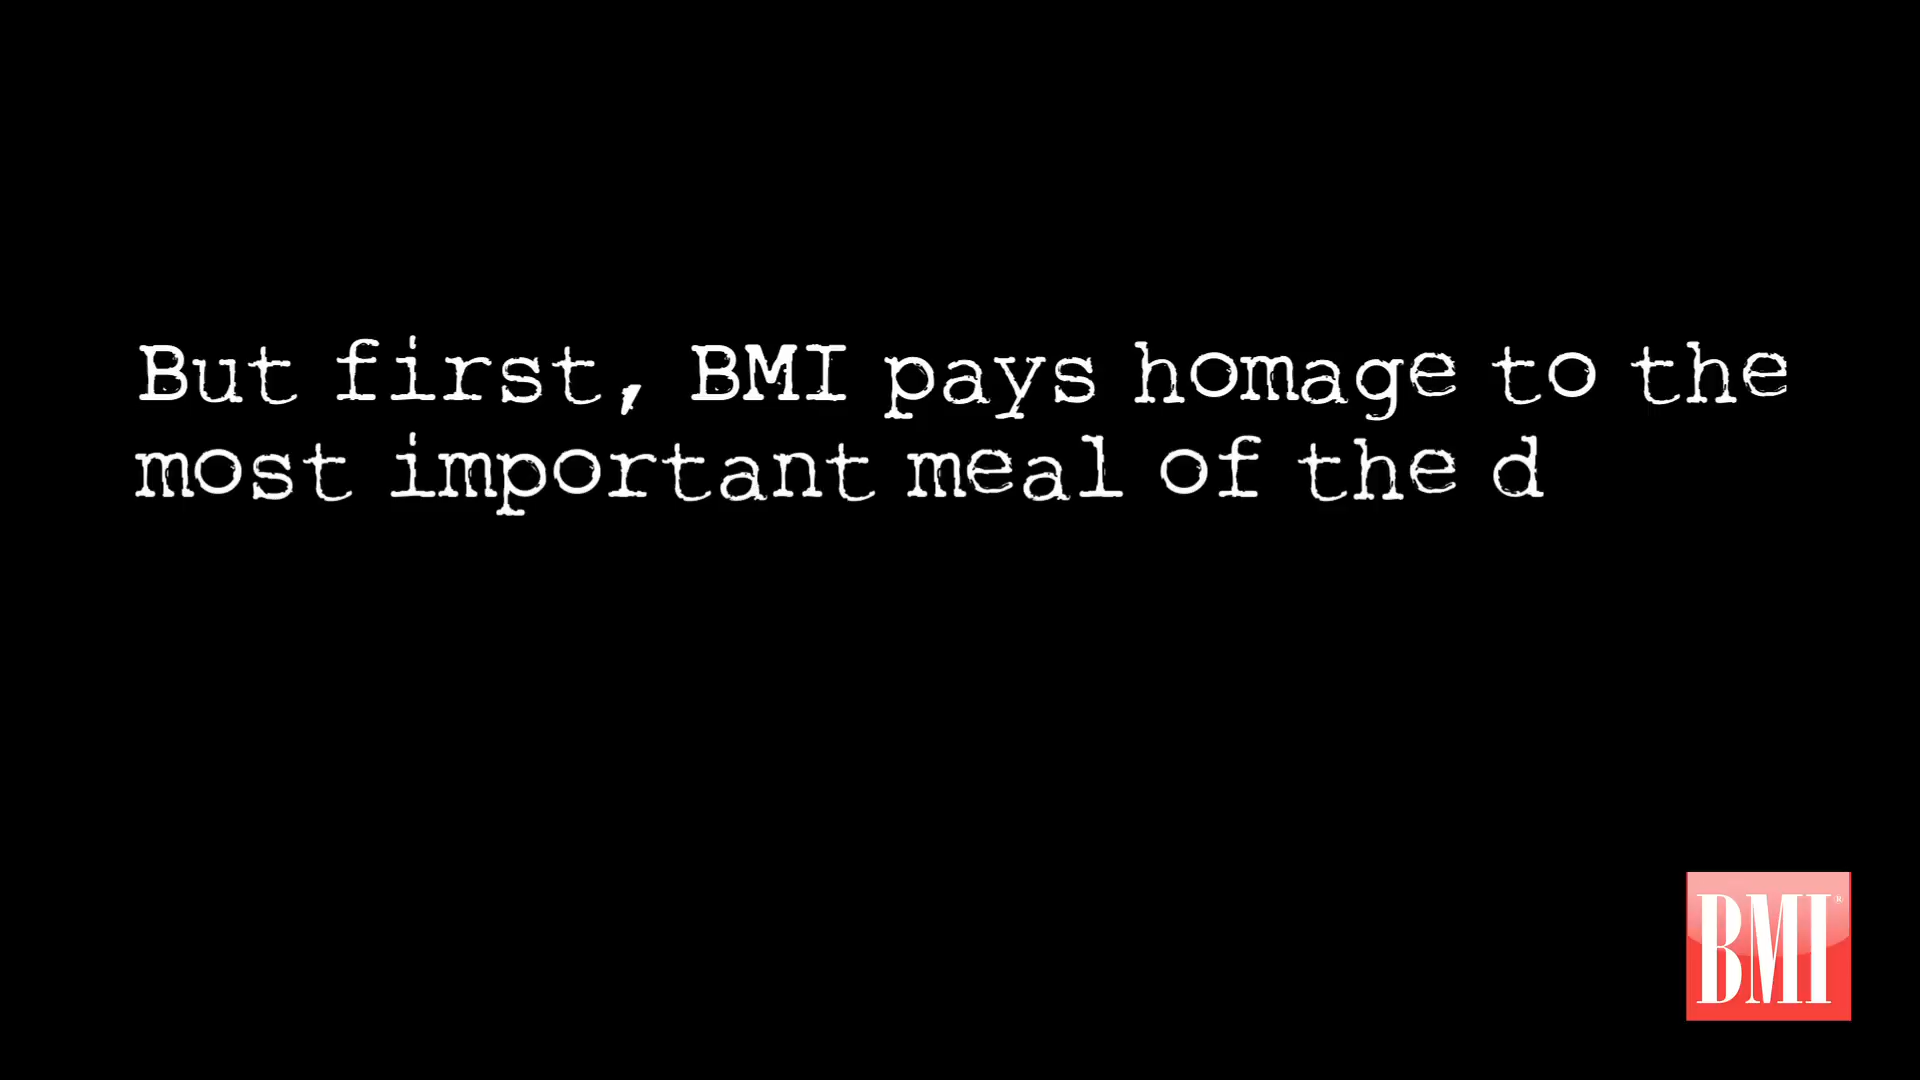 But first, BMI pays homage to the
most important meal of the d
BMI®